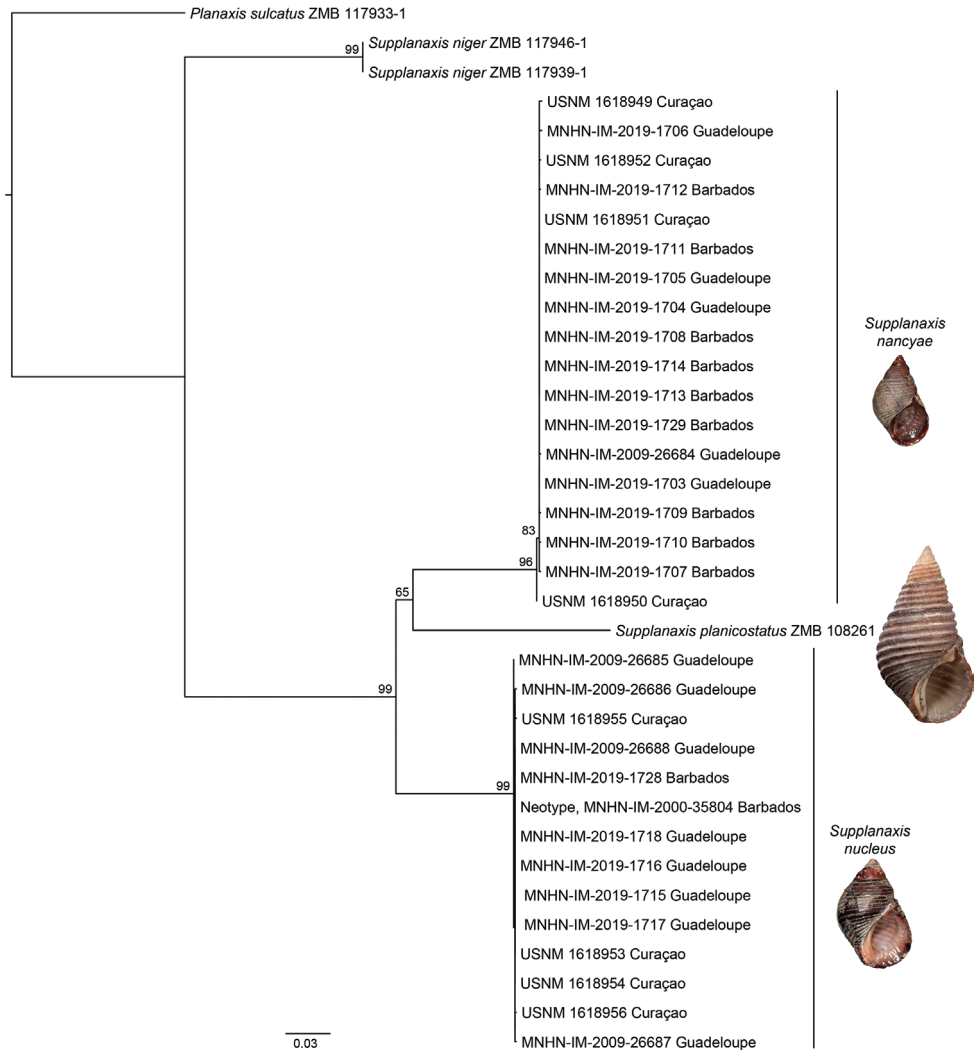 Planaxis sulcatus ZMB 117933-1
99
Supplanaxis niger ZMB 117946-1
Supplanaxis niger ZMB 117939-1
USNM 1618949 Curaçao
MNHN-IM-2019-1706 Guadeloupe
USNM 1618952 Curaçao
MNHN-IM-2019-1712 Barbados
USNM 1618951 Curaçao
MNHN-IM-2019-1711 Barbados
MNHN-IM-2019-1705 Guadeloupe
MNHN-IM-2019-1704 Guadeloupe
MNHN-IM-2019-1708 Barbados
MNHN-IM-2019-1714 Barbados
MNHN-IM-2019-1713 Barbados
MNHN-IM-2019-1729 Barbados
MNHN-IM-2009-26684 Guadeloupe
MNHN-IM-2019-1703 Guadeloupe
MNHN-IM-2019-1709 Barbados
83
MNHN-IM-2019-1710 Barbados
96
MNHN-IM-2019-1707 Barbados
USNM 1618950 Curaçao
Supplanaxis
nancyae
65
Supplanaxis planicostatus ZMB 108261
99
MNHN-IM-2009-26685 Guadeloupe
MNHN-IM-2009-26686 Guadeloupe
USNM 1618955 Curaçao
MNHN-IM-2009-26688 Guadeloupe
99
MNHN-IM-2019-1728 Barbados
Neotype, MNHN-IM-2000-35804 Barbados
MNHN-IM-2019-1718 Guadeloupe
MNHN-IM-2019-1716 Guadeloupe
MNHN-IM-2019-1715 Guadeloupe
MNHN-IM-2019-1717 Guadeloupe
USNM 1618953 Curaçao
USNM 1618954 Curaçao
USNM 1618956 Curaçao
MNHN-IM-2009-26687 Guadeloupe
Supplanaxis
nucleus
0.03